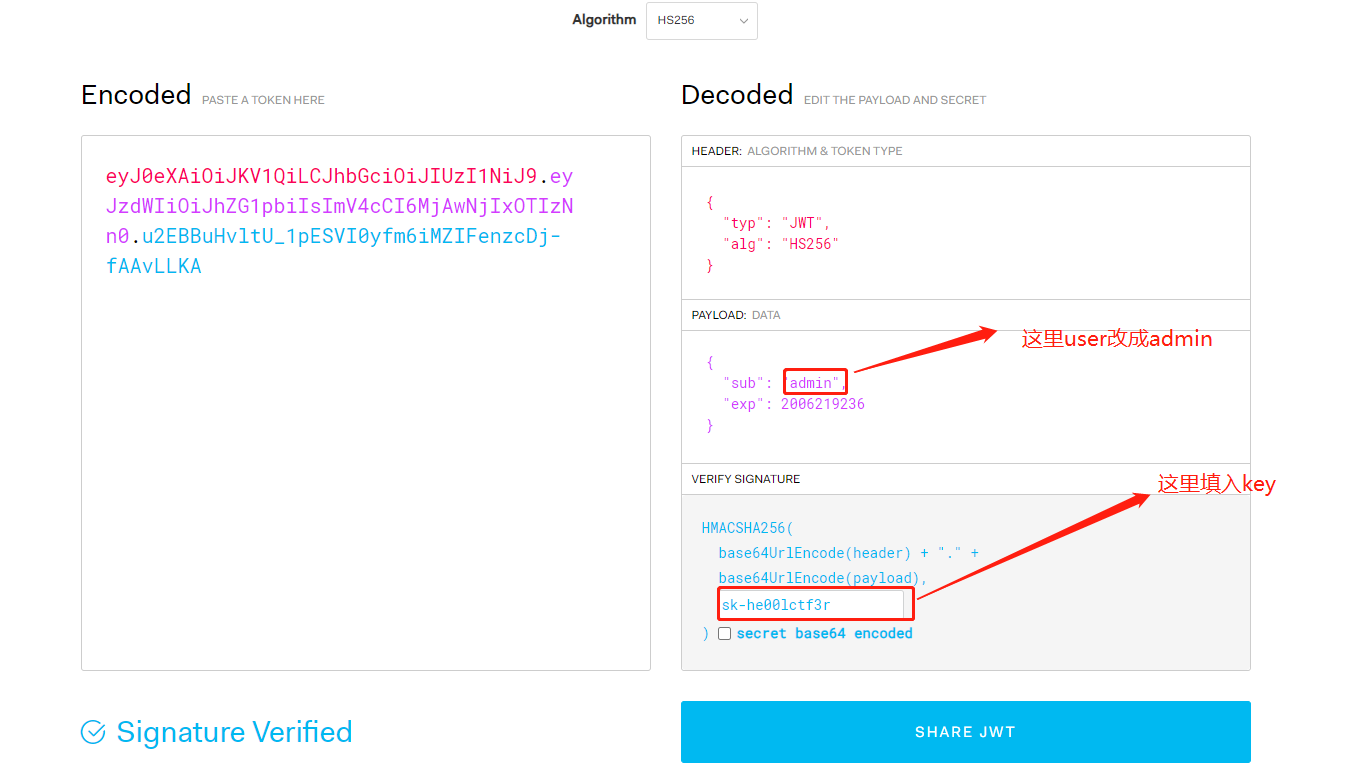 Algorithm HS256
Encoded PASTE A TOKEN HERE
eyJ0eXAiOiJKV1QiLCJhbGciOiJIUzI1NiJ9.ey
JzdWIiOiJhZG1pbiIsImV4cCI6MjAwNjIxOTIzN
n0.u2EBBuHvltU_1pESVI0yfm6iMZIFenzcDj-
fAAvLLKA
Signature Verified
Decoded EDIT THE PAYLOAD AND SECRET
HEADER: ALGORITHM & TOKEN TYPE
{
"typ": "JWT",
"alg": "HS256"
}
PAYLOAD: DATA
这里user改成admin
{
"sub": "admin",
"exp": 2006219236
}
VERIFY SIGNATURE
这里填入key
HMACSHA256(
base64UrlEncode(header) + "." +
base64UrlEncode(payload),
sk-he00lctf3r
) secret base64 encoded
SHARE JWT